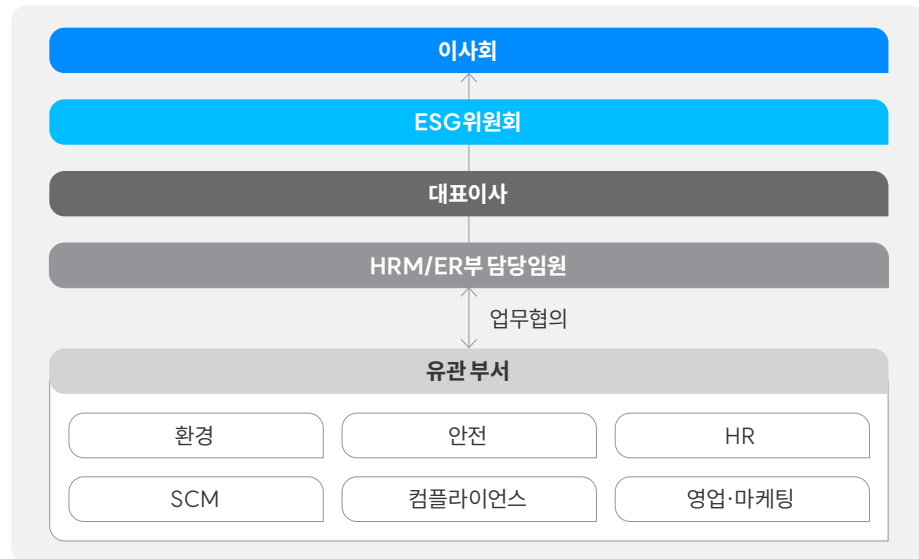 이사회
ESG위원회
대표이사
HRM/ER부 담당임원
업무협의
유관 부서
환경
안전
HR
SCM
컴플라이언스
영업·마케팅